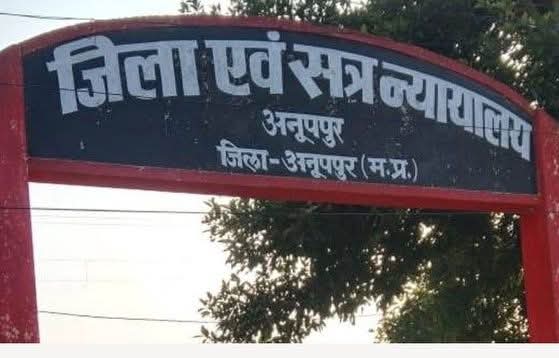 जिला एवं सत्र न्यायालय
अनूपपुर
जिला-अनूपपुर (म.प्र.)